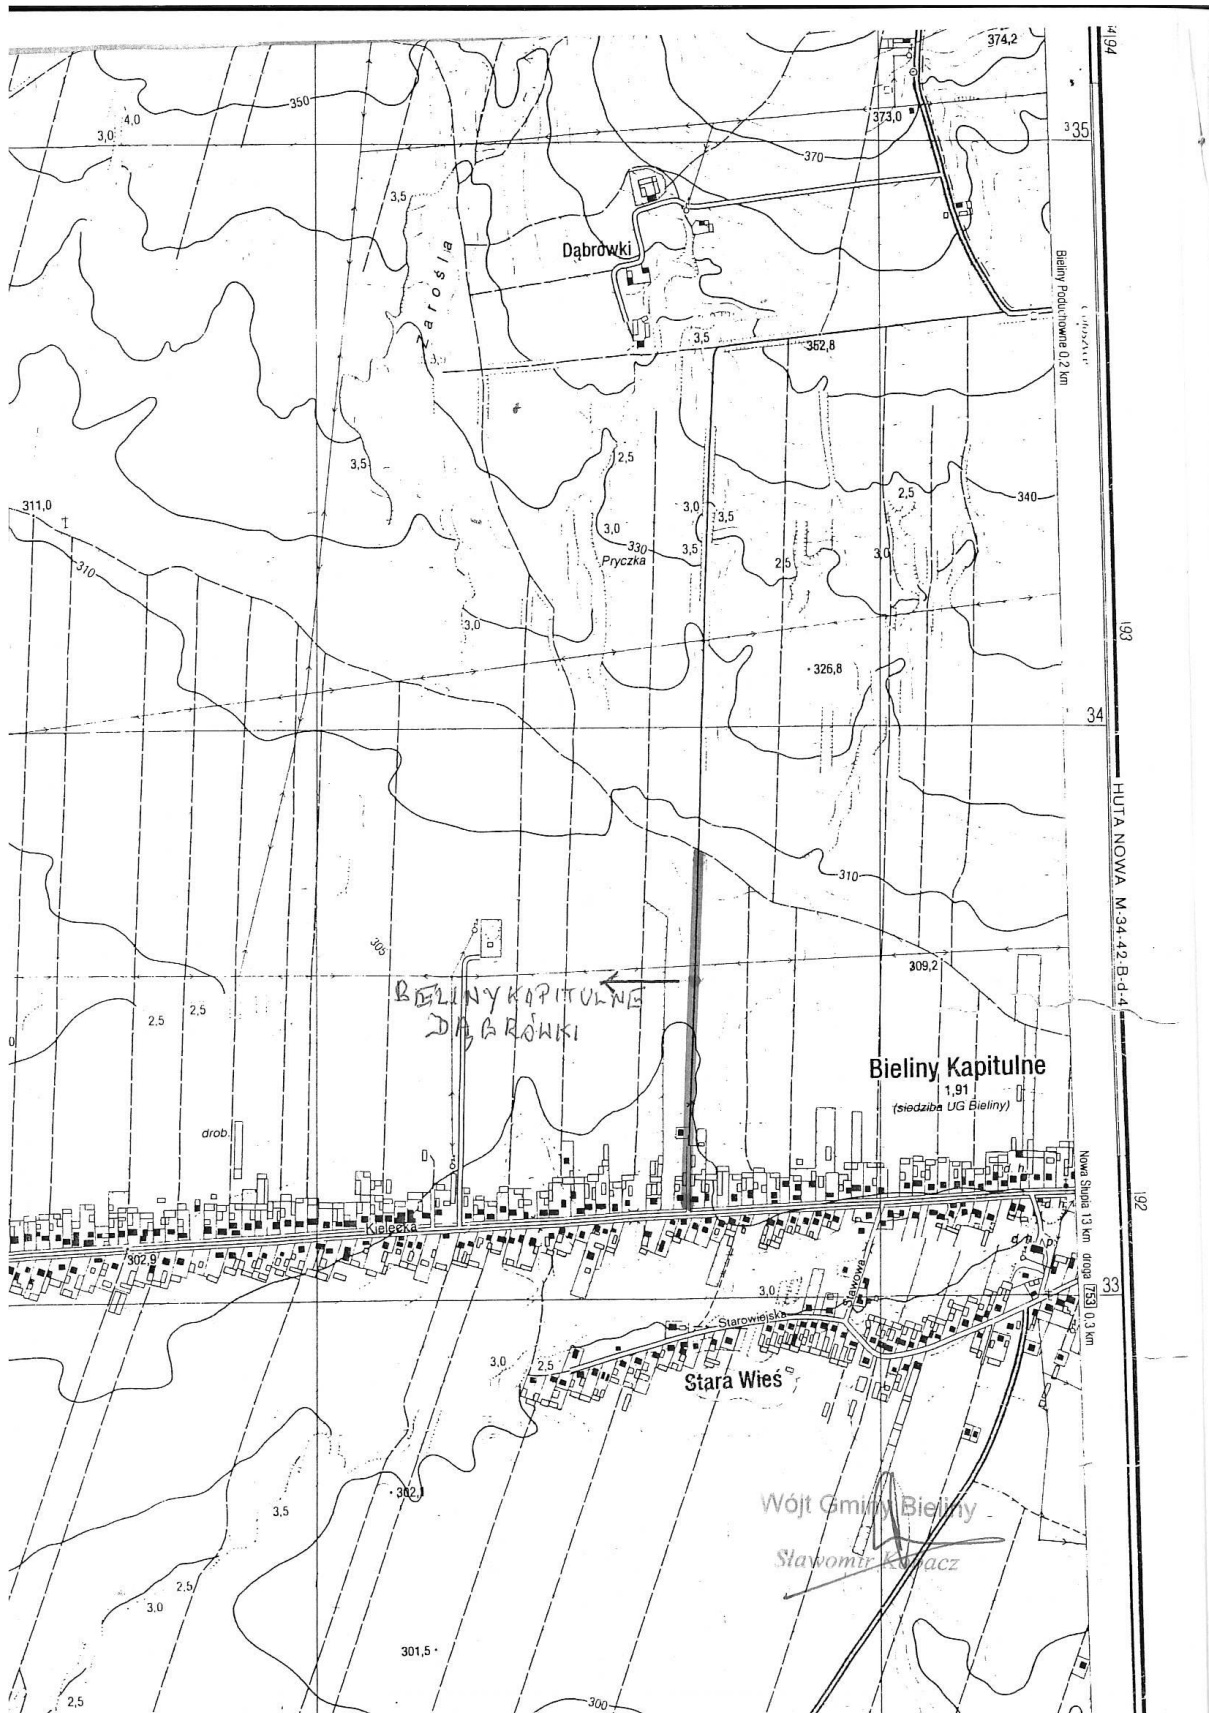 374,2
4194
350
4,0
3,0
373,0
370
335
3,5
Dąbrówki
Zarośla
Bieliny Poduchowne 0,2 km
3,5
352,8
3,5
2,5
311,0
340
2,5
3,0
3,5
3,0
330
3,5
Pryczka
3,0
2,5
310
3,0
193
326,8
34
HUTA NOWA M-34-42-B-d-4
310
305
309,2
BIELINY KAPITULNE
DĄBRÓWKI
2,5
2,5
0
Bieliny Kapitulne
1,91
(siedziba UG Bieliny)
drob.
d. h.
Nowa Słupia 13 km droga 753 0,3 km
192
Kielecka
302,9
33
3,0
Stawowa
Starowiejska
3,0
2,5
Stara Wieś
302,1
3,5
Wójt Gminy Bieliny
Sławomir
2,5
3,0
301,5
2,5
300